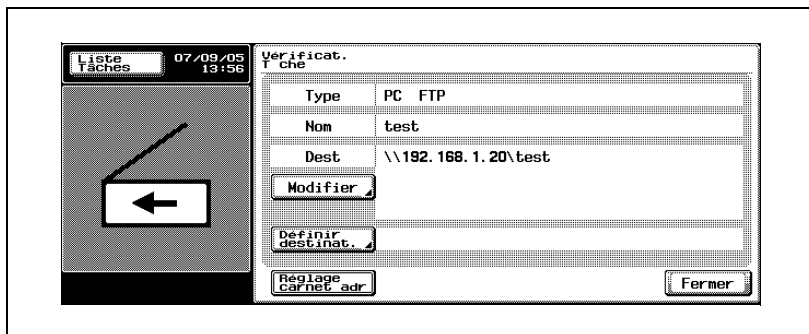 Liste
Tâches
07/09/05
13:56
Vérificat.
T che
Type
PC FTP
Nom
test
Dest
\\192.168.1.20\test
Modifier
Définir
destinat.
Réglage
carnet adr
Fermer